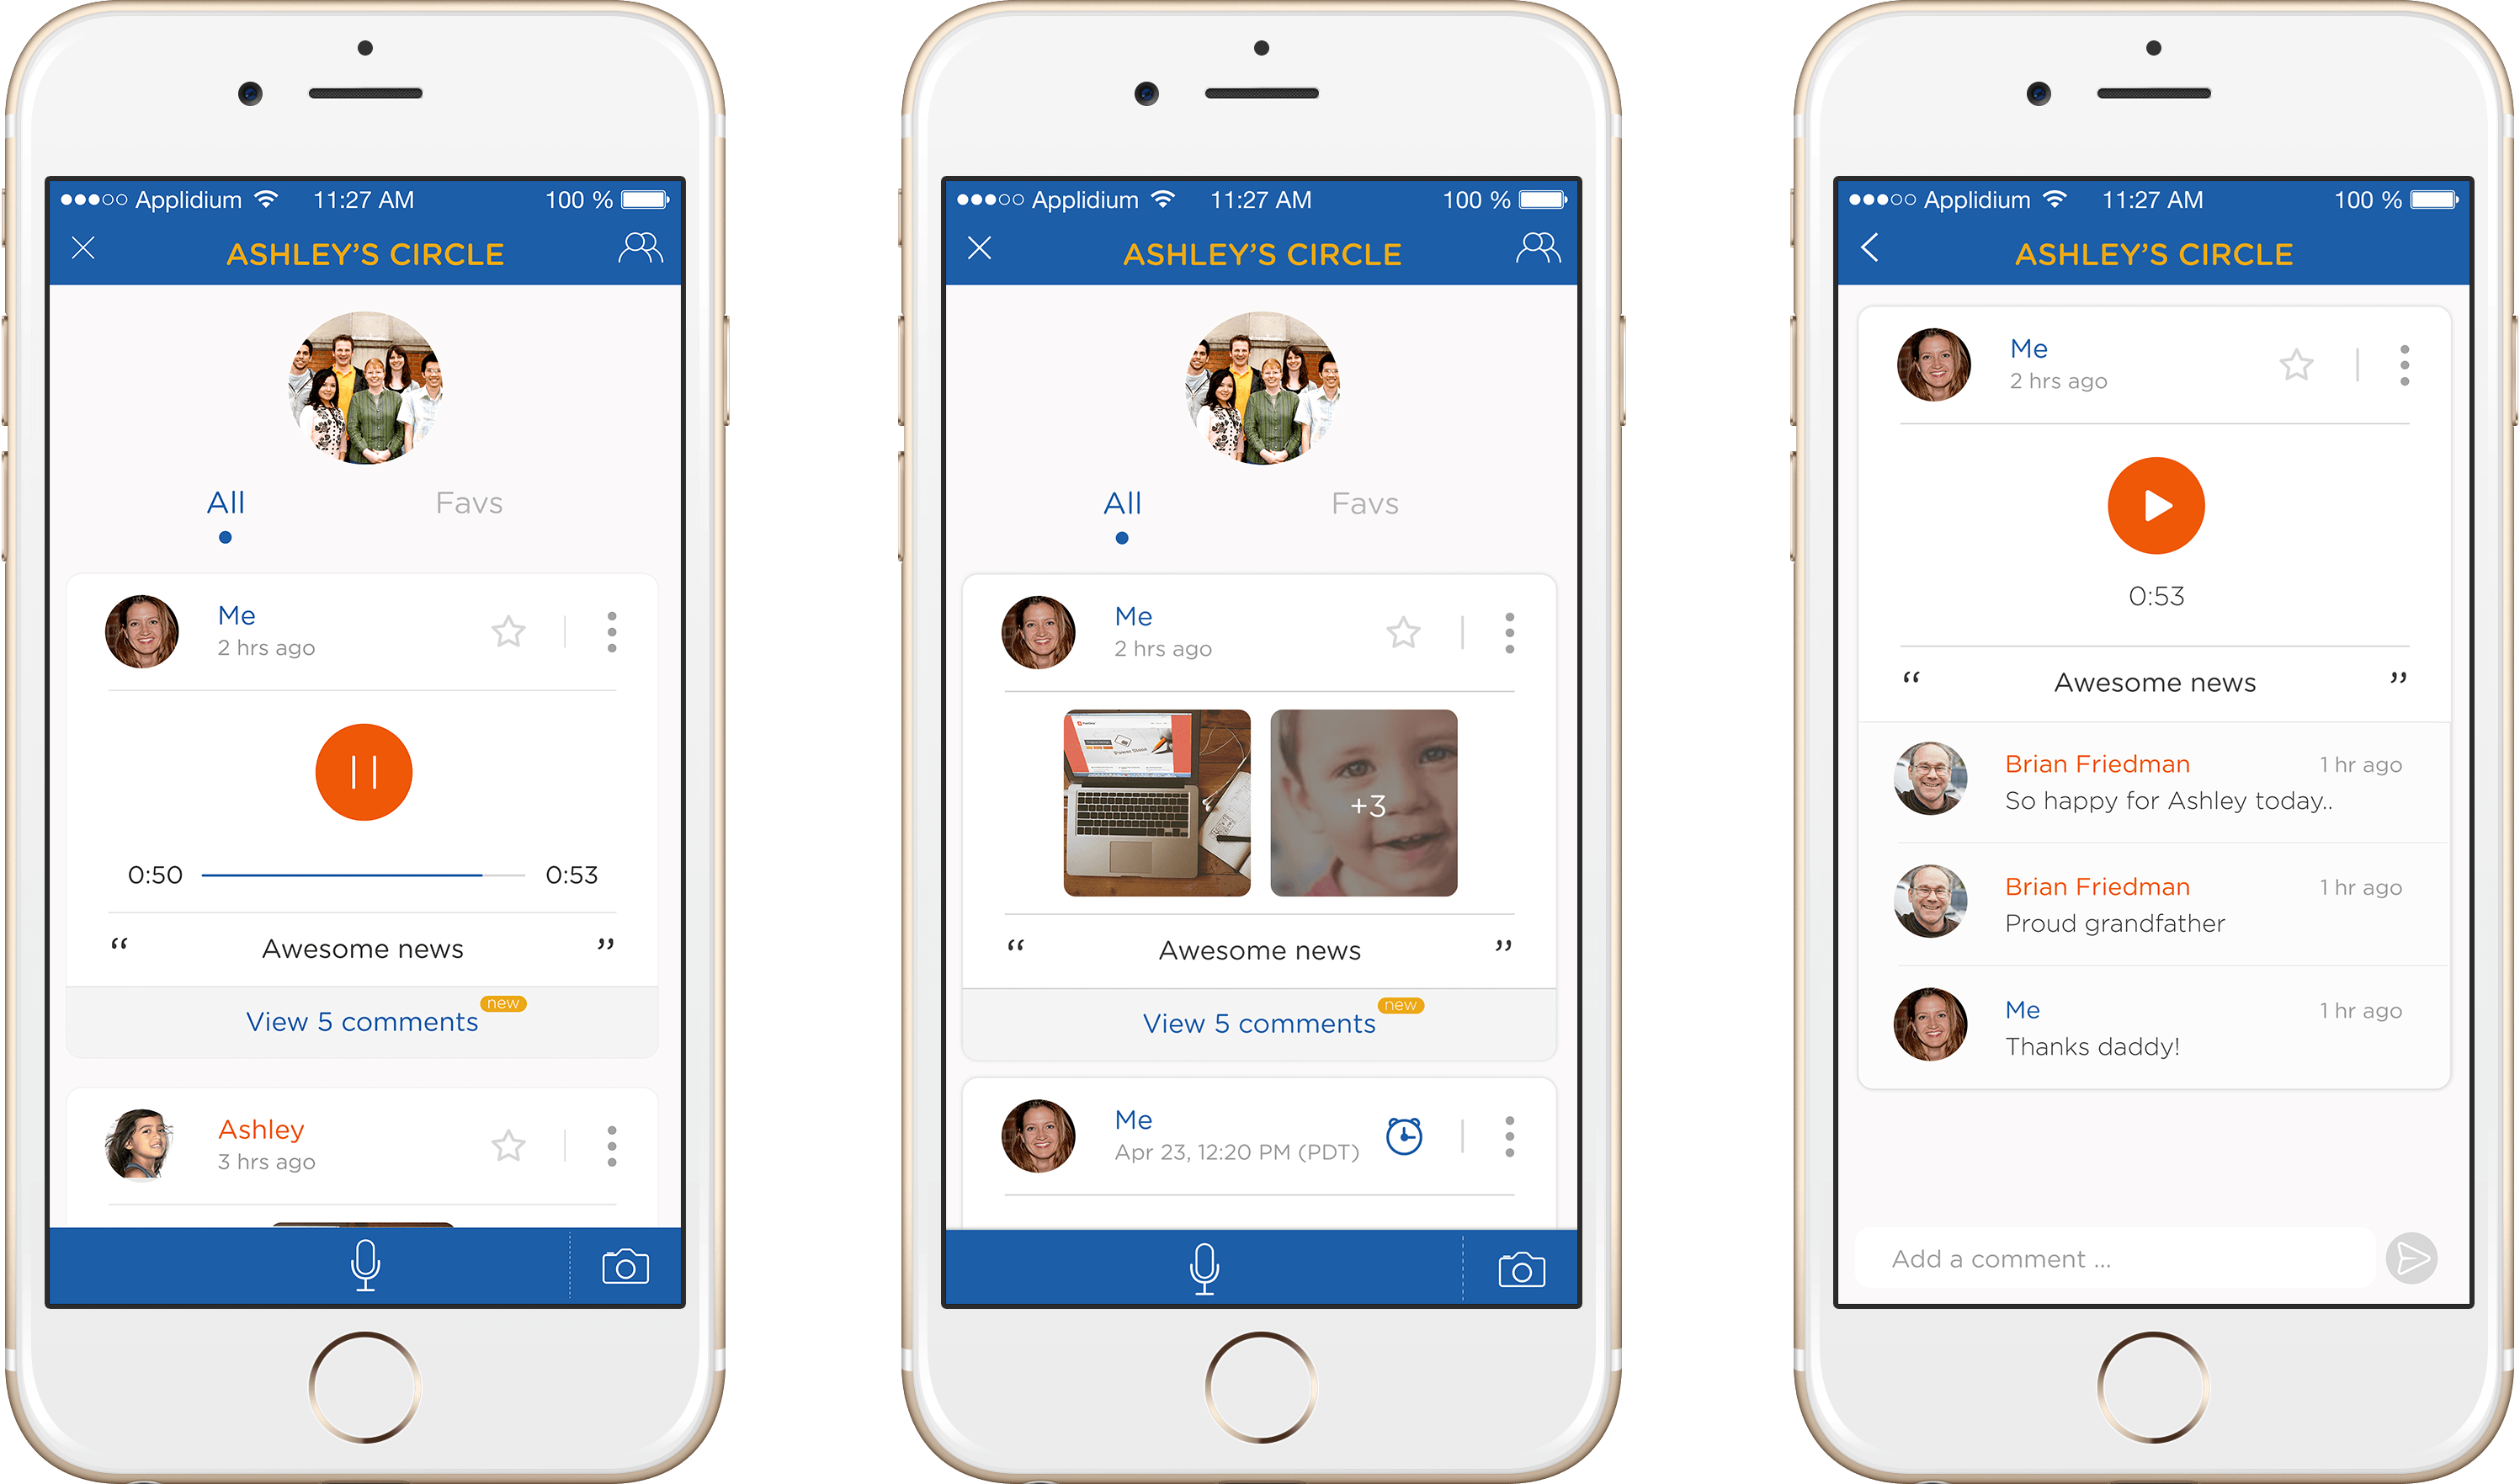 Applidium 11:27 AM 100 %
ASHLEY’S CIRCLE
All Favs
Me
2 hrs ago
0:50 0:53
“ Awesome news ”
View 5 comments new
Ashley
3 hrs ago
Applidium 11:27 AM 100 %
ASHLEY’S CIRCLE
All Favs
Me
2 hrs ago
+3
“ Awesome news ”
View 5 comments new
Me
Apr 23, 12:20 PM (PDT)
Applidium 11:27 AM 100 %
ASHLEY’S CIRCLE
Me
2 hrs ago
0:53
“ Awesome news ”
Brian Friedman 1 hr ago
So happy for Ashley today..
Brian Friedman 1 hr ago
Proud grandfather
Me 1 hr ago
Thanks daddy!
Add a comment ...